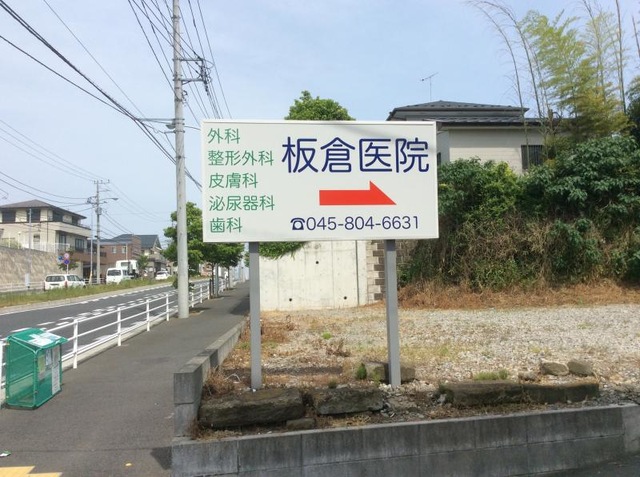 外科
整形外科
皮膚科
泌尿器科
歯科
板倉医院
☎045-804-6631